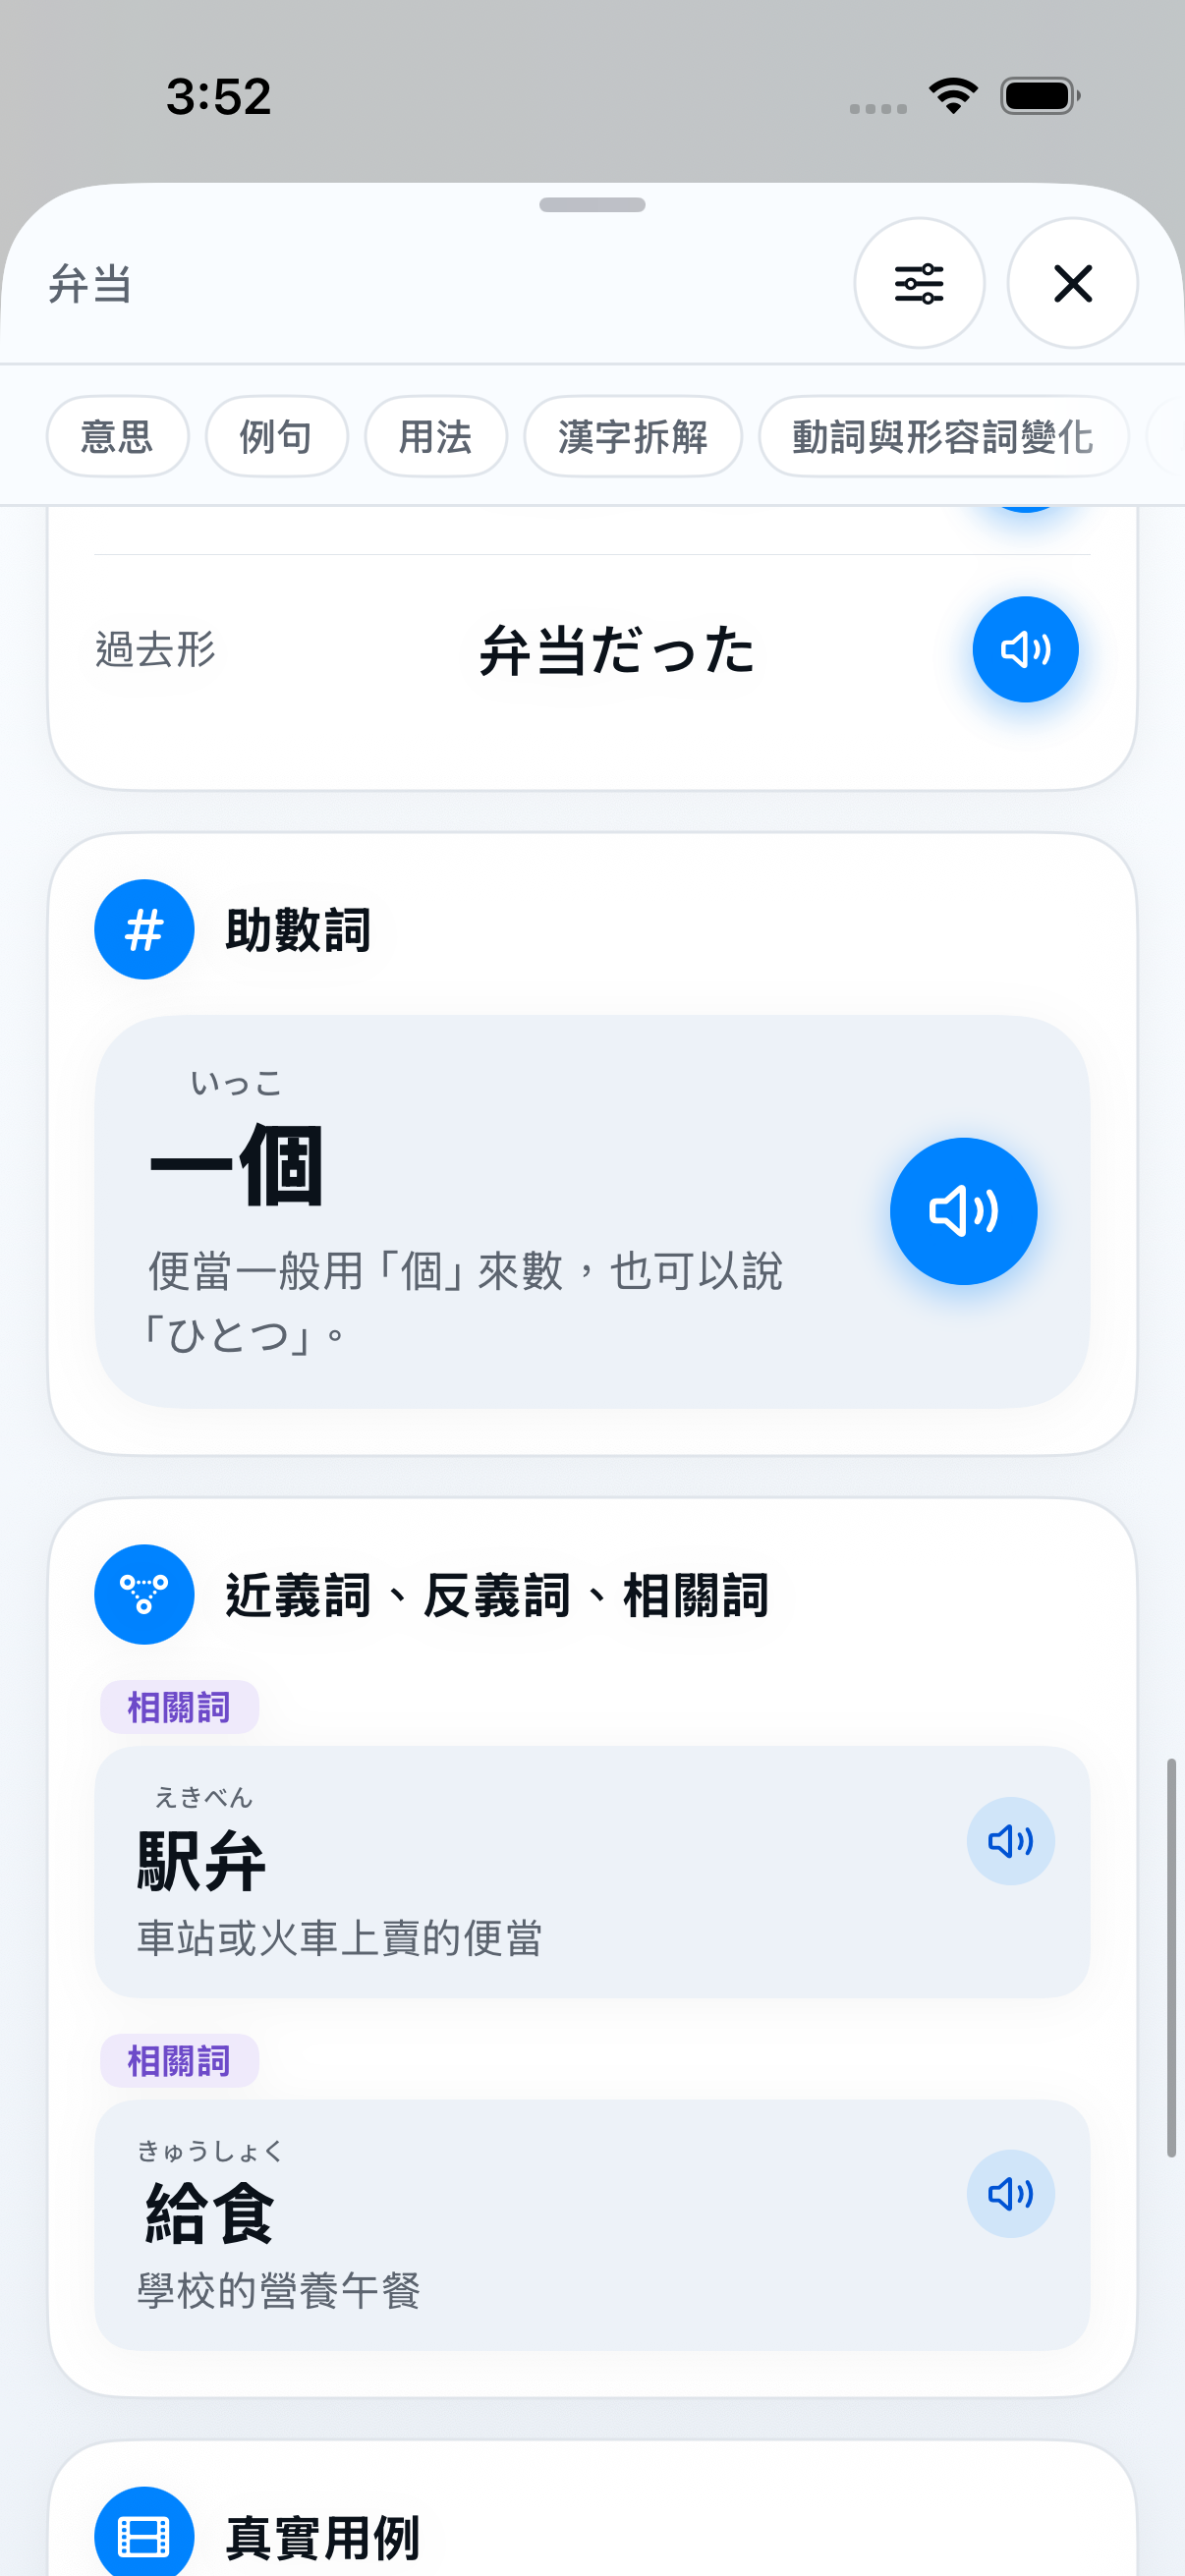 3:52
弁当
意思 例句 用法 漢字拆解 動詞與形容詞變化
過去形 弁当だった
助數詞
いっこ
一個
便當一般用「個」來數，也可以說
「ひとつ」。
近義詞、反義詞、相關詞
相關詞
えきべん
駅弁
車站或火車上賣的便當
相關詞
きゅうしょく
給食
學校的營養午餐
真實用例